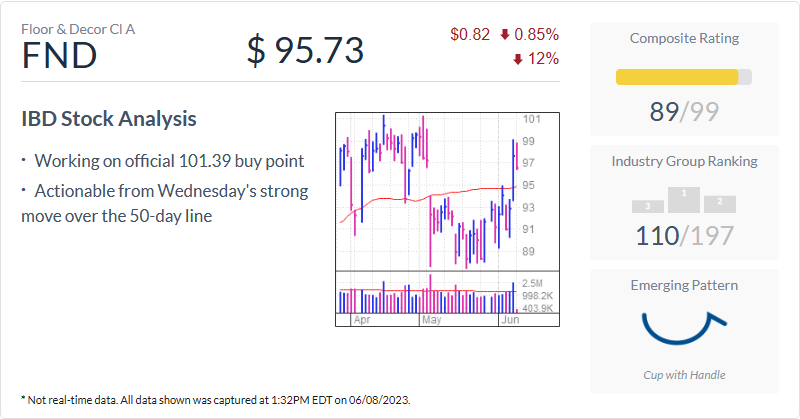 Floor & Decor Cl A
FND
$ 95.73
$0.82 0.85%
12%
IBD Stock Analysis
· Working on official 101.39 buy point
· Actionable from Wednesday's strong
move over the 50-day line
101
99
97
95
93
91
89
2.5M
998.2K
403.9K
Apr May Jun
Composite Rating
89/99
Industry Group Ranking
3 1 2
110/197
Emerging Pattern
Cup with Handle
* Not real-time data. All data shown was captured at 1:32PM EDT on 06/08/2023.